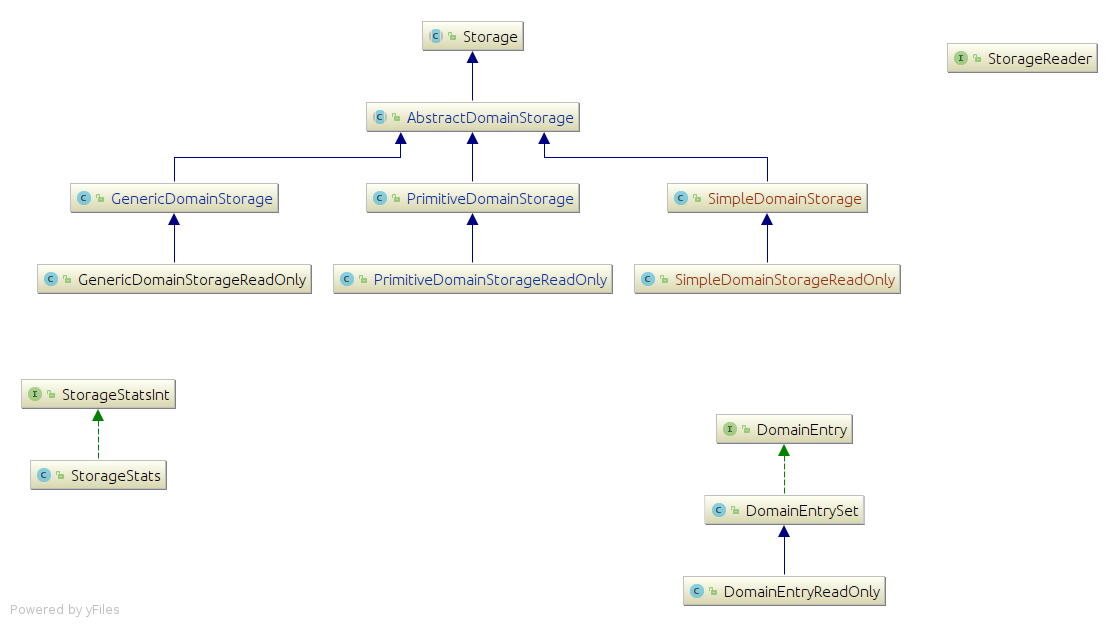 C Storage
I StorageReader
C AbstractDomainStorage
C GenericDomainStorage
C PrimitiveDomainStorage
C SimpleDomainStorage
C GenericDomainStorageReadOnly
C PrimitiveDomainStorageReadOnly
C SimpleDomainStorageReadOnly
I StorageStatsInt
I DomainEntry
C StorageStats
C DomainEntrySet
C DomainEntryReadOnly
Powered by yFiles